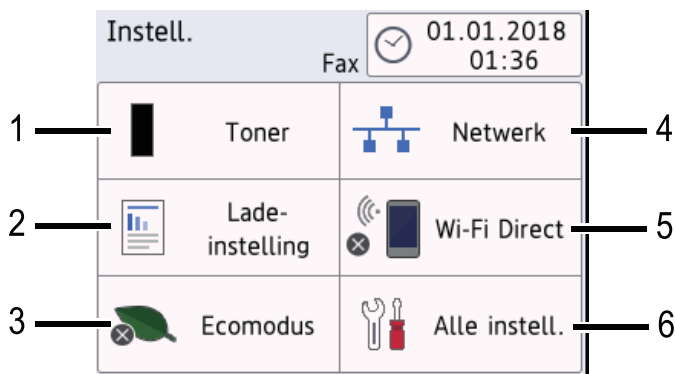 Instell.
Fax
01.01.2018
01:36
1
Toner
Netwerk
4
2
Lade-
instelling
Wi-Fi Direct
5
3
Ecomodus
Alle instell.
6